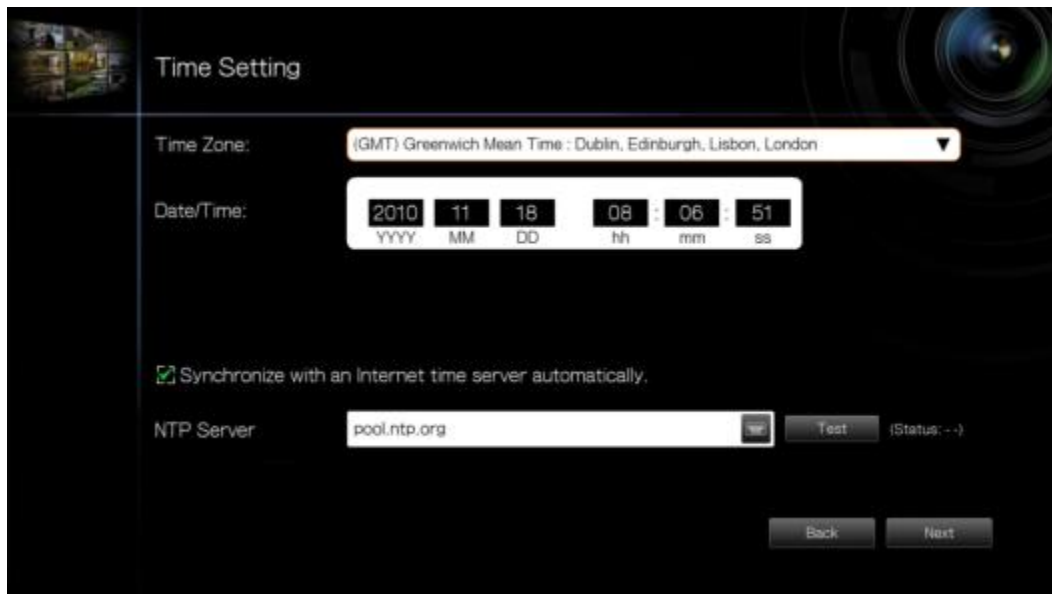 Time Setting
Time Zone: (GMT) Greenwich Mean Time : Dublin, Edinburgh, Lisbon, London
Date/Time: 2010 11 18 08 : 06 : 51
YYYY MM DD hh mm ss
Synchronize with an Internet time server automatically.
NTP Server pool.ntp.org Test (Status: - -)
Back Next